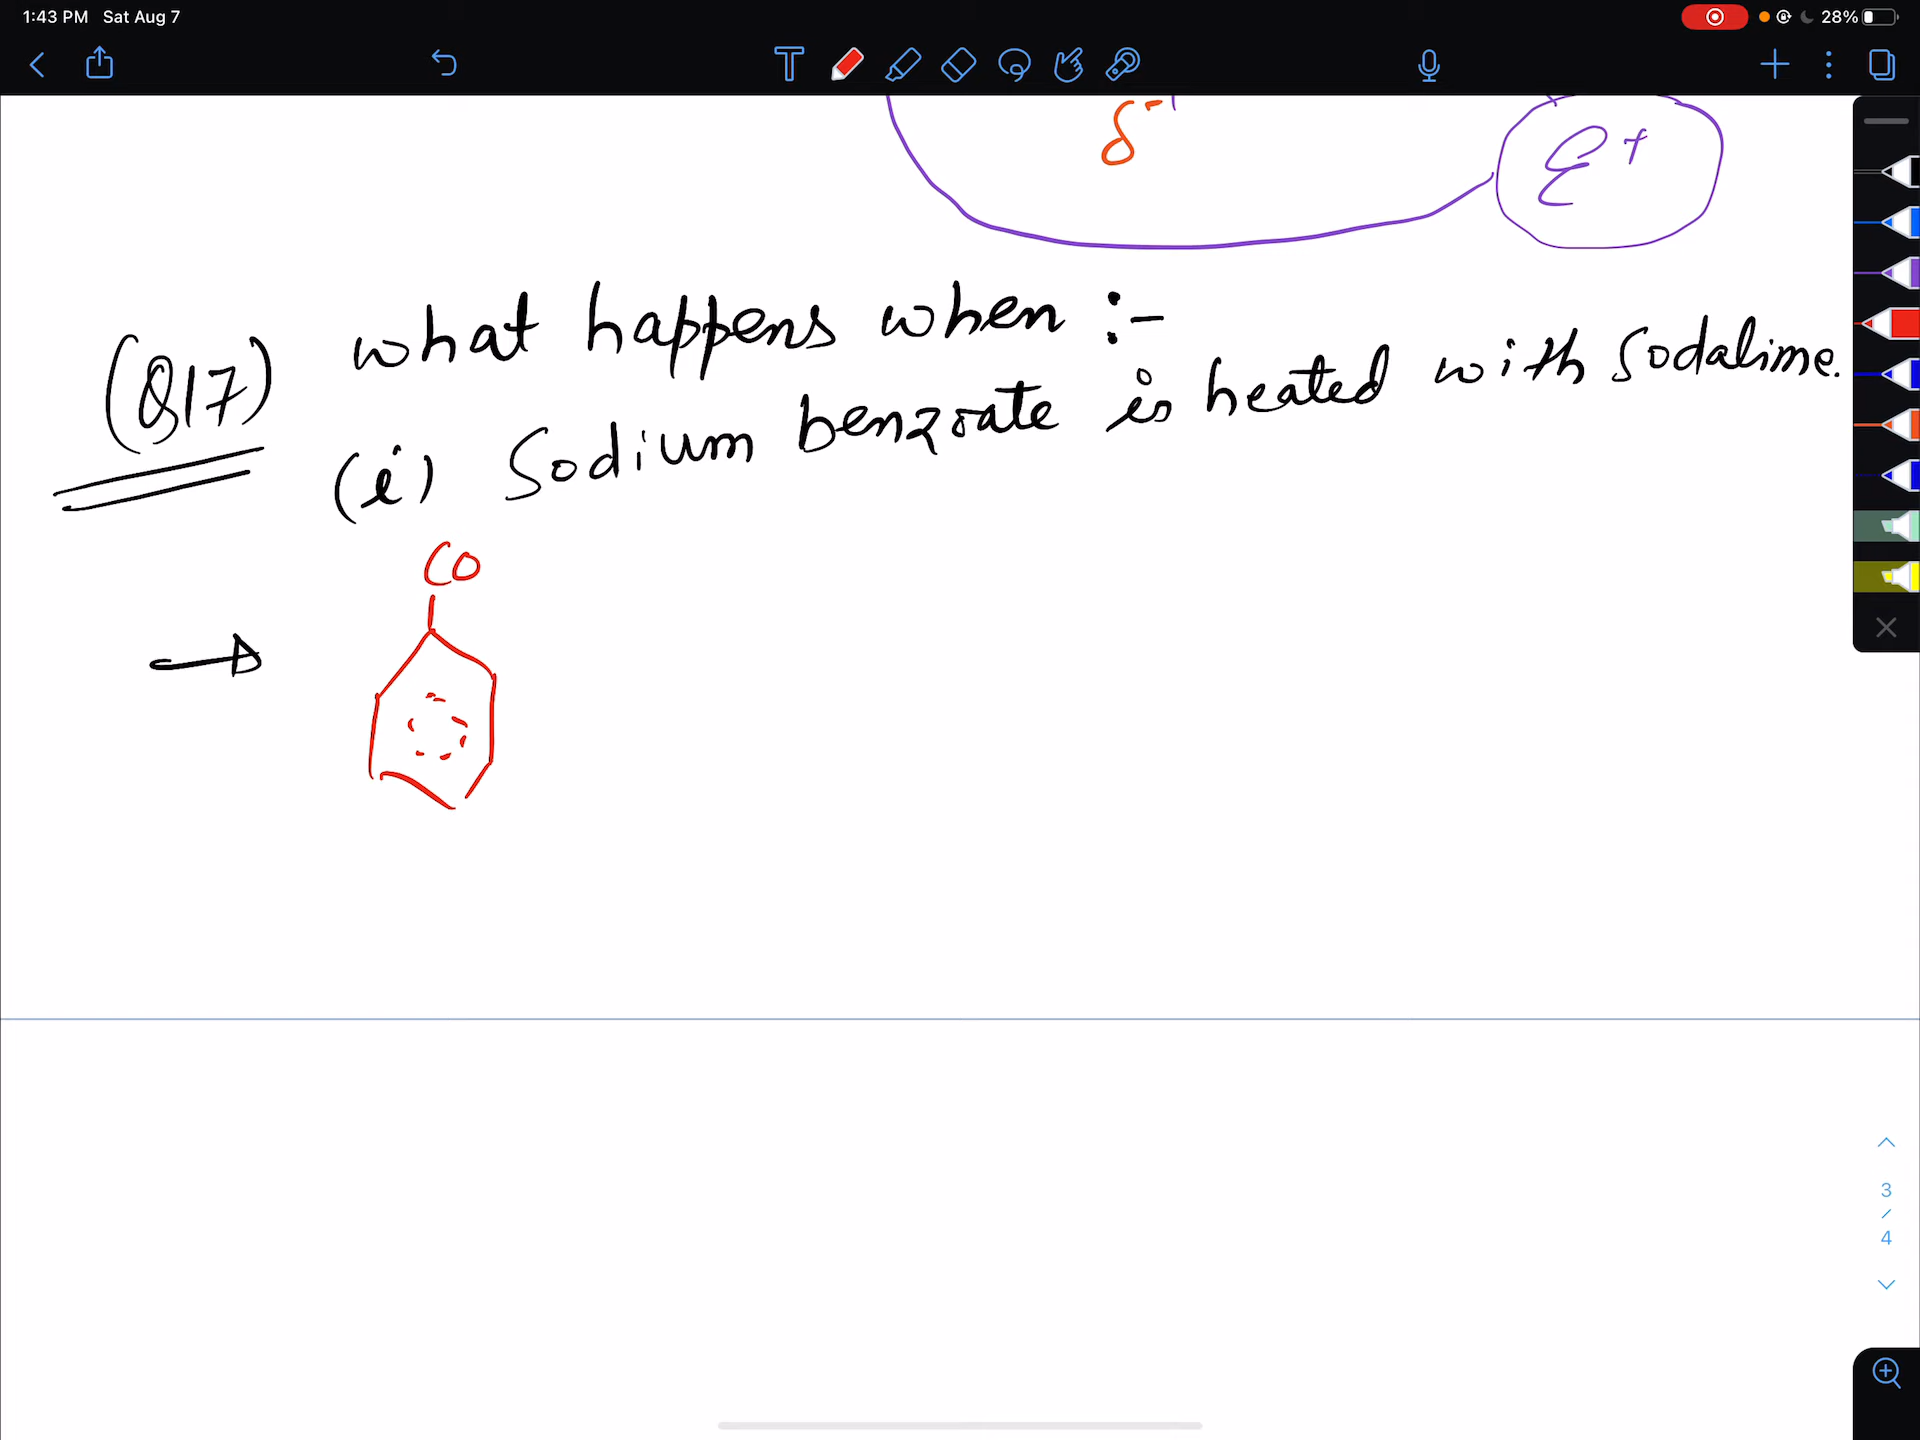 1:43 PM Sat Aug 7
28%
δ-
E+
(Q17) what happens when :-
(i) Sodium benzoate is heated with Sodalime.
CO
3
/
4